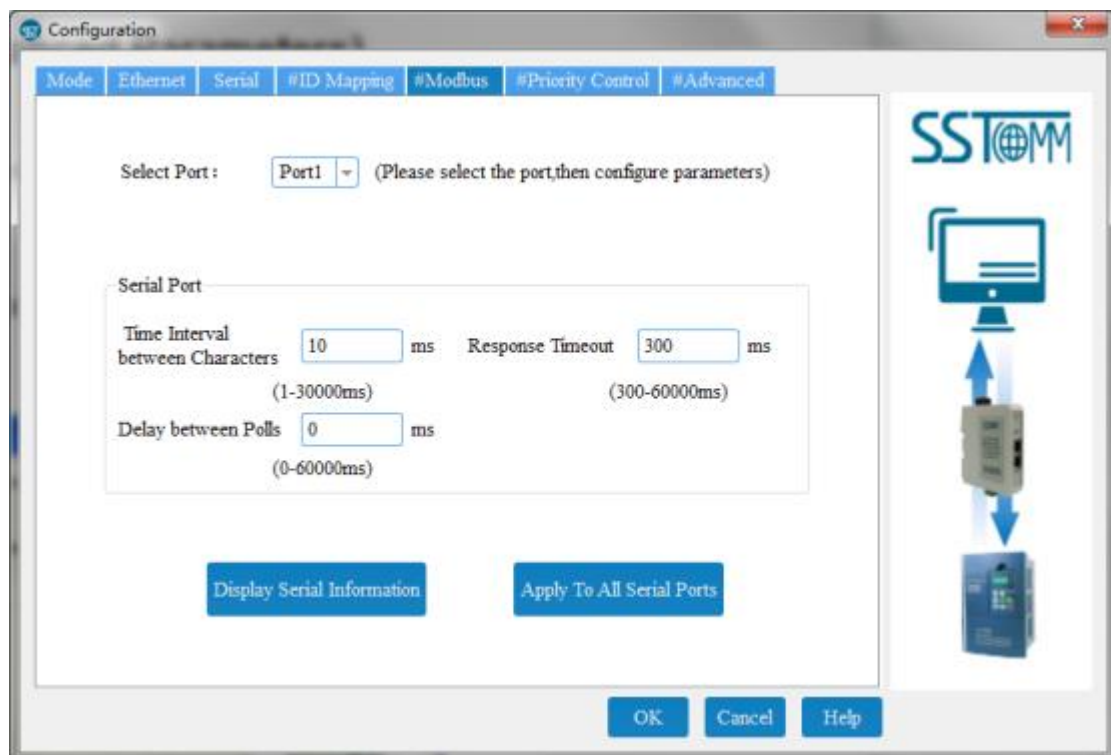 Configuration
Mode Ethernet Serial #ID Mapping #Modbus #Priority Control #Advanced
SSTCOMM
Select Port: Port1 (Please select the port,then configure parameters)
Serial Port
Time Interval
between Characters 10 ms Response Timeout 300 ms
(1-30000ms) (300-60000ms)
Delay between Polls 0 ms
(0-60000ms)
Display Serial Information Apply To All Serial Ports
OK Cancel Help